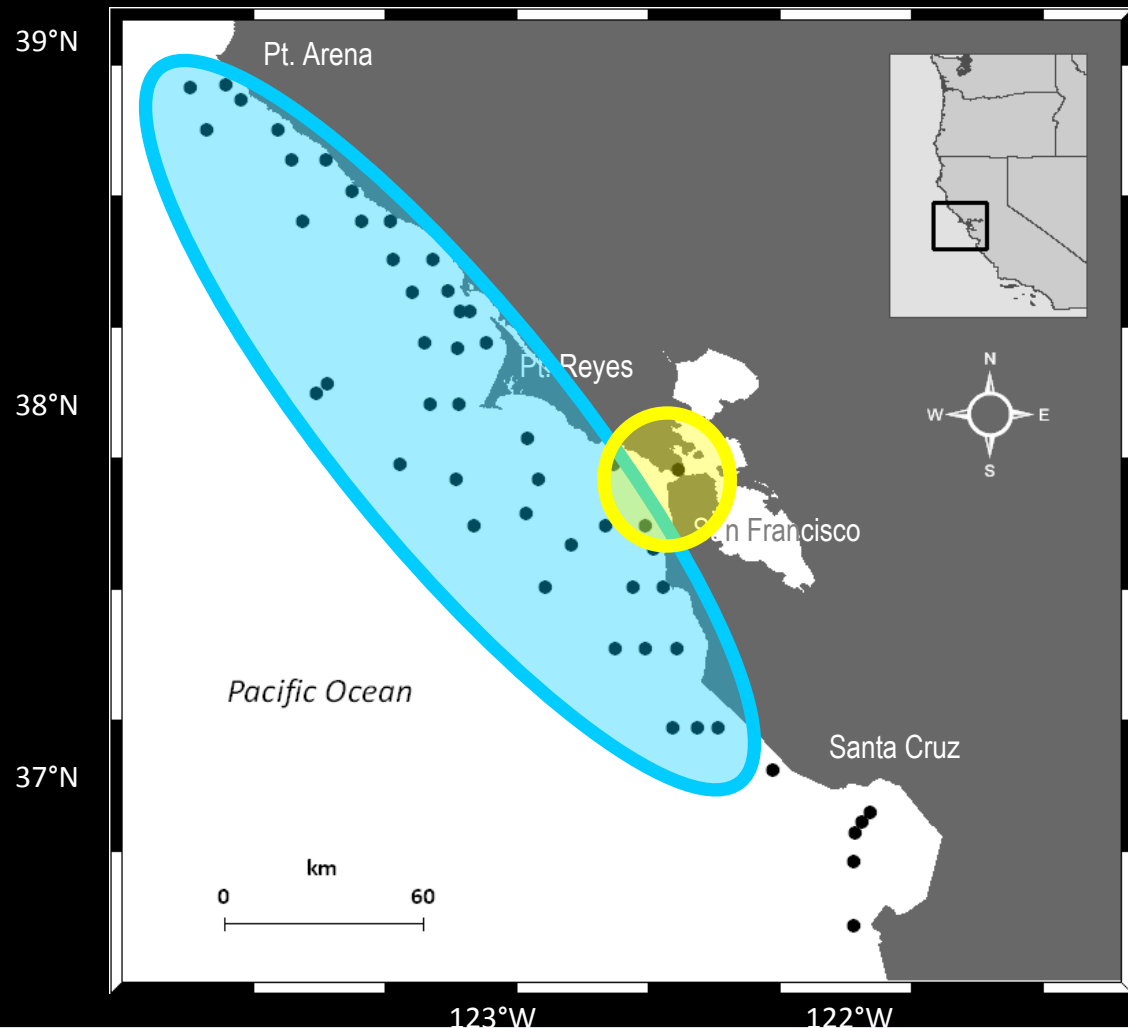 39°N
Pt. Arena
N
Pt. Reyes
38°N
W
E
S
San Francisco
Pacific Ocean
Santa Cruz
37°N
km
0
60
123°W
122°W